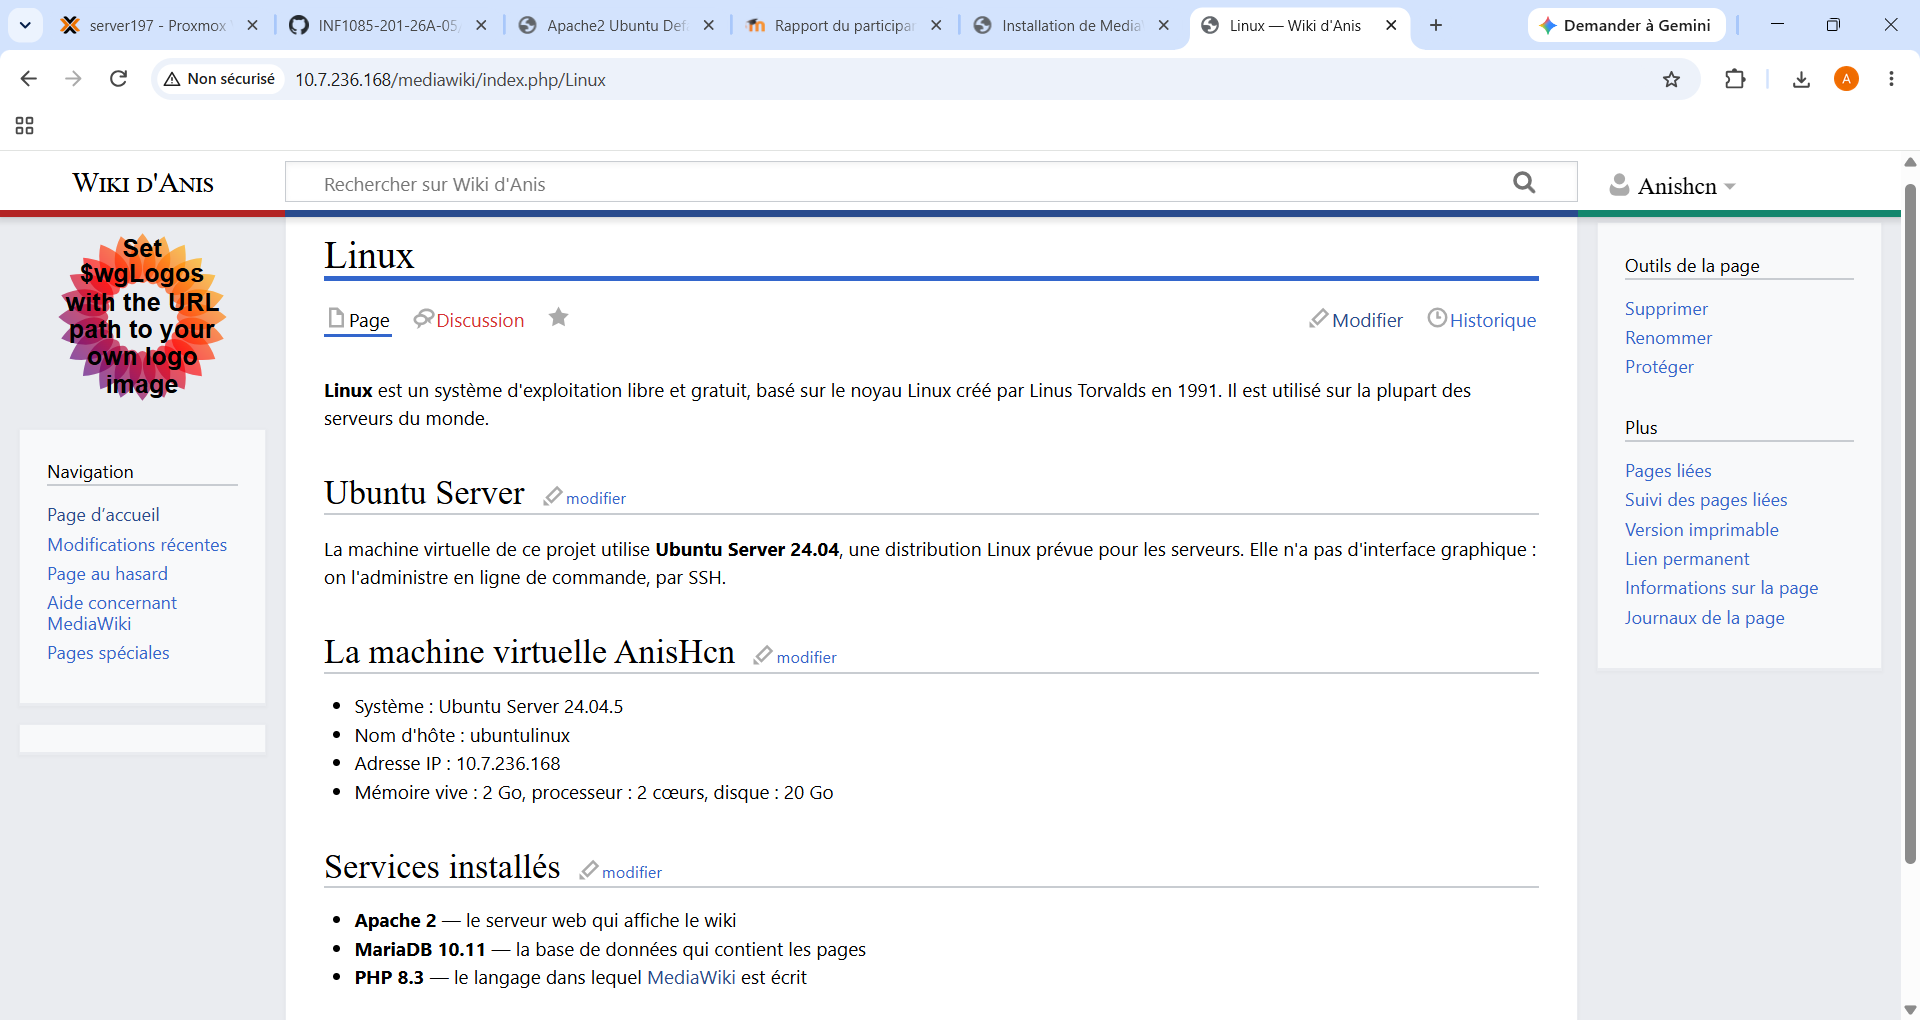 server197 - Proxmox
INF1085-201-26A-05
Apache2 Ubuntu Def
Rapport du participan
Installation de Media
Linux — Wiki d'Anis
Demander à Gemini
Non sécurisé
10.7.236.168/mediawiki/index.php/Linux
A
Wiki d'Anis
Rechercher sur Wiki d'Anis
Anishcn
Set
$wgLogos
with the URL
path to your
own logo
image
Navigation
Page d’accueil
Modifications récentes
Page au hasard
Aide concernant
MediaWiki
Pages spéciales
Linux
Page
Discussion
Modifier
Historique
Linux est un système d'exploitation libre et gratuit, basé sur le noyau Linux créé par Linus Torvalds en 1991. Il est utilisé sur la plupart des
serveurs du monde.
Ubuntu Server modifier
La machine virtuelle de ce projet utilise Ubuntu Server 24.04, une distribution Linux prévue pour les serveurs. Elle n'a pas d'interface graphique :
on l'administre en ligne de commande, par SSH.
La machine virtuelle AnisHcn modifier
• Système : Ubuntu Server 24.04.5
• Nom d'hôte : ubuntulinux
• Adresse IP : 10.7.236.168
• Mémoire vive : 2 Go, processeur : 2 cœurs, disque : 20 Go
Services installés modifier
• Apache 2 — le serveur web qui affiche le wiki
• MariaDB 10.11 — la base de données qui contient les pages
• PHP 8.3 — le langage dans lequel MediaWiki est écrit
Outils de la page
Supprimer
Renommer
Protéger
Plus
Pages liées
Suivi des pages liées
Version imprimable
Lien permanent
Informations sur la page
Journaux de la page